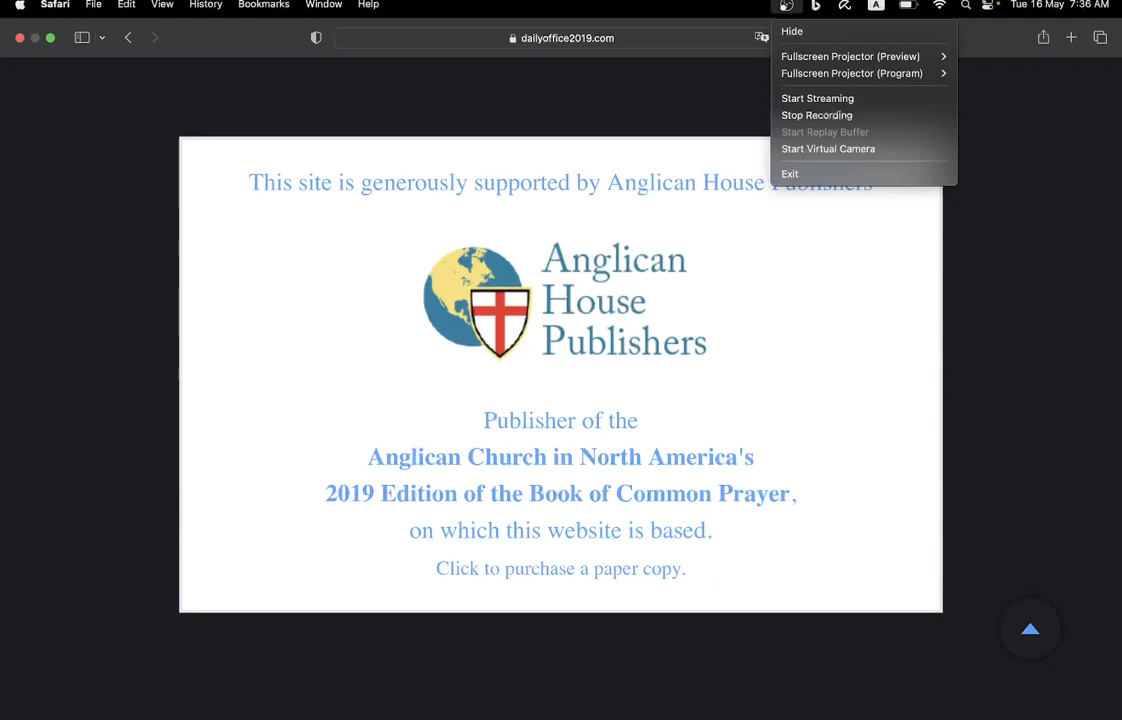 Safari File Edit View History Bookmarks Window Help A Tue 16 May 7:36 AM
dailyoffice2019.com
Hide
Fullscreen Projector (Preview)
Fullscreen Projector (Program)
Start Streaming
Stop Recording
Start Replay Buffer
Start Virtual Camera
Exit
This site is generously supported by Anglican House Publishers
Anglican
House
Publishers
Publisher of the
Anglican Church in North America's
2019 Edition of the Book of Common Prayer,
on which this website is based.
Click to purchase a paper copy.